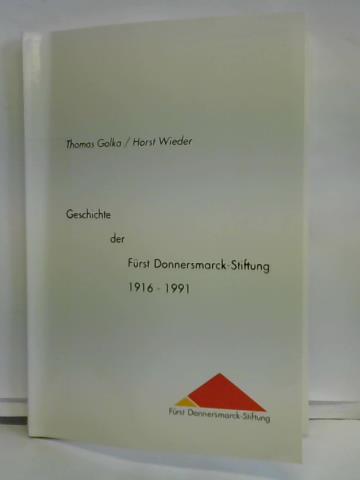 Thomas Golka / Horst Wieder
Geschichte
der
Fürst Donnersmarck-Stiftung
1916 - 1991
Fürst Donnersmarck-Stiftung